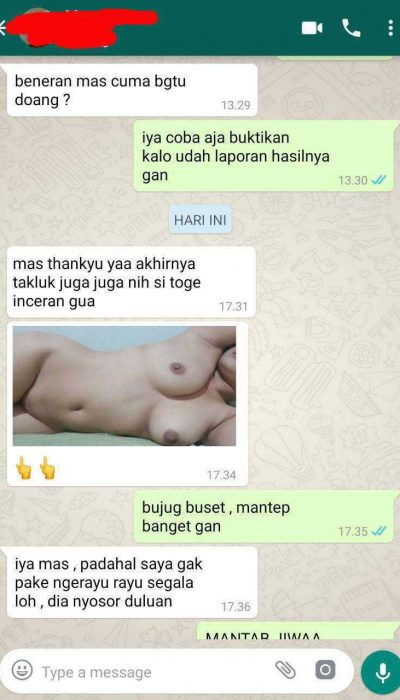 beneran mas cuma bgtu
doang ?
13.29
iya coba aja buktikan
kalo udah laporan hasilnya
gan
13.30
HARI INI
mas thankyu yaa akhirnya
takluk juga juga nih si toge
inceran gua
17.31
17.34
bujug buset , mantep
banget gan
17.35
iya mas , padahal saya gak
pake ngerayu rayu segala
loh , dia nyosor duluan
17.36
MANTAB JIWAA
Type a message